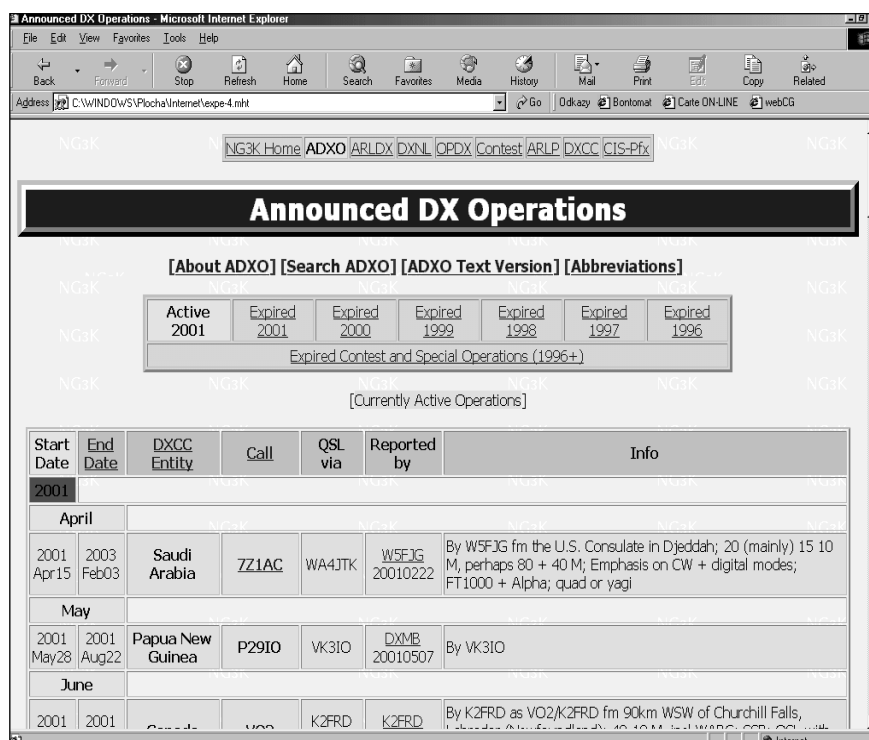 Announced DX Operations - Microsoft Internet Explorer
File Edit View Favorites Tools Help
Back Forward Stop Refresh Home Search Favorites Media History Mail Print Edit Copy Related
Address C:\WINDOWS\Plocha\Internet\expe-4.mht Go Odkazy Bontomat Carte ON-LINE webCG
NG3K Home ADXO ARLDX DXNL OPDX Contest ARLP DXCC CIS-Pfx
Announced DX Operations
[About ADXO] [Search ADXO] [ADXO Text Version] [Abbreviations]
Active Expired Expired Expired Expired Expired Expired
2001 2001 2000 1999 1998 1997 1996
Expired Contest and Special Operations (1996+)
[Currently Active Operations]
Start End DXCC Call QSL Reported Info
Date Date Entity via by
2001
April
2001 2003 Saudi 7Z1AC WA4JTK W5FJG By W5FJG fm the U.S. Consulate in Djeddah; 20 (mainly) 15 10
Apr15 Feb03 Arabia 20010222 M, perhaps 80 + 40 M; Emphasis on CW + digital modes;
FT1000 + Alpha; quad or yagi
May
2001 2001 Papua New P29IO VK3IO DXMB By VK3IO
May28 Aug22 Guinea 20010507
June
2001 2001 Canada VO2 K2FRD K2FRD By K2FRD as VO2/K2FRD fm 90km WSW of Churchill Falls,